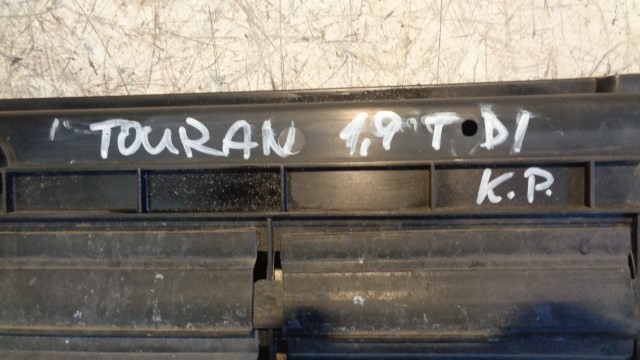 " TOURAN 1,9" TDI
K.P.